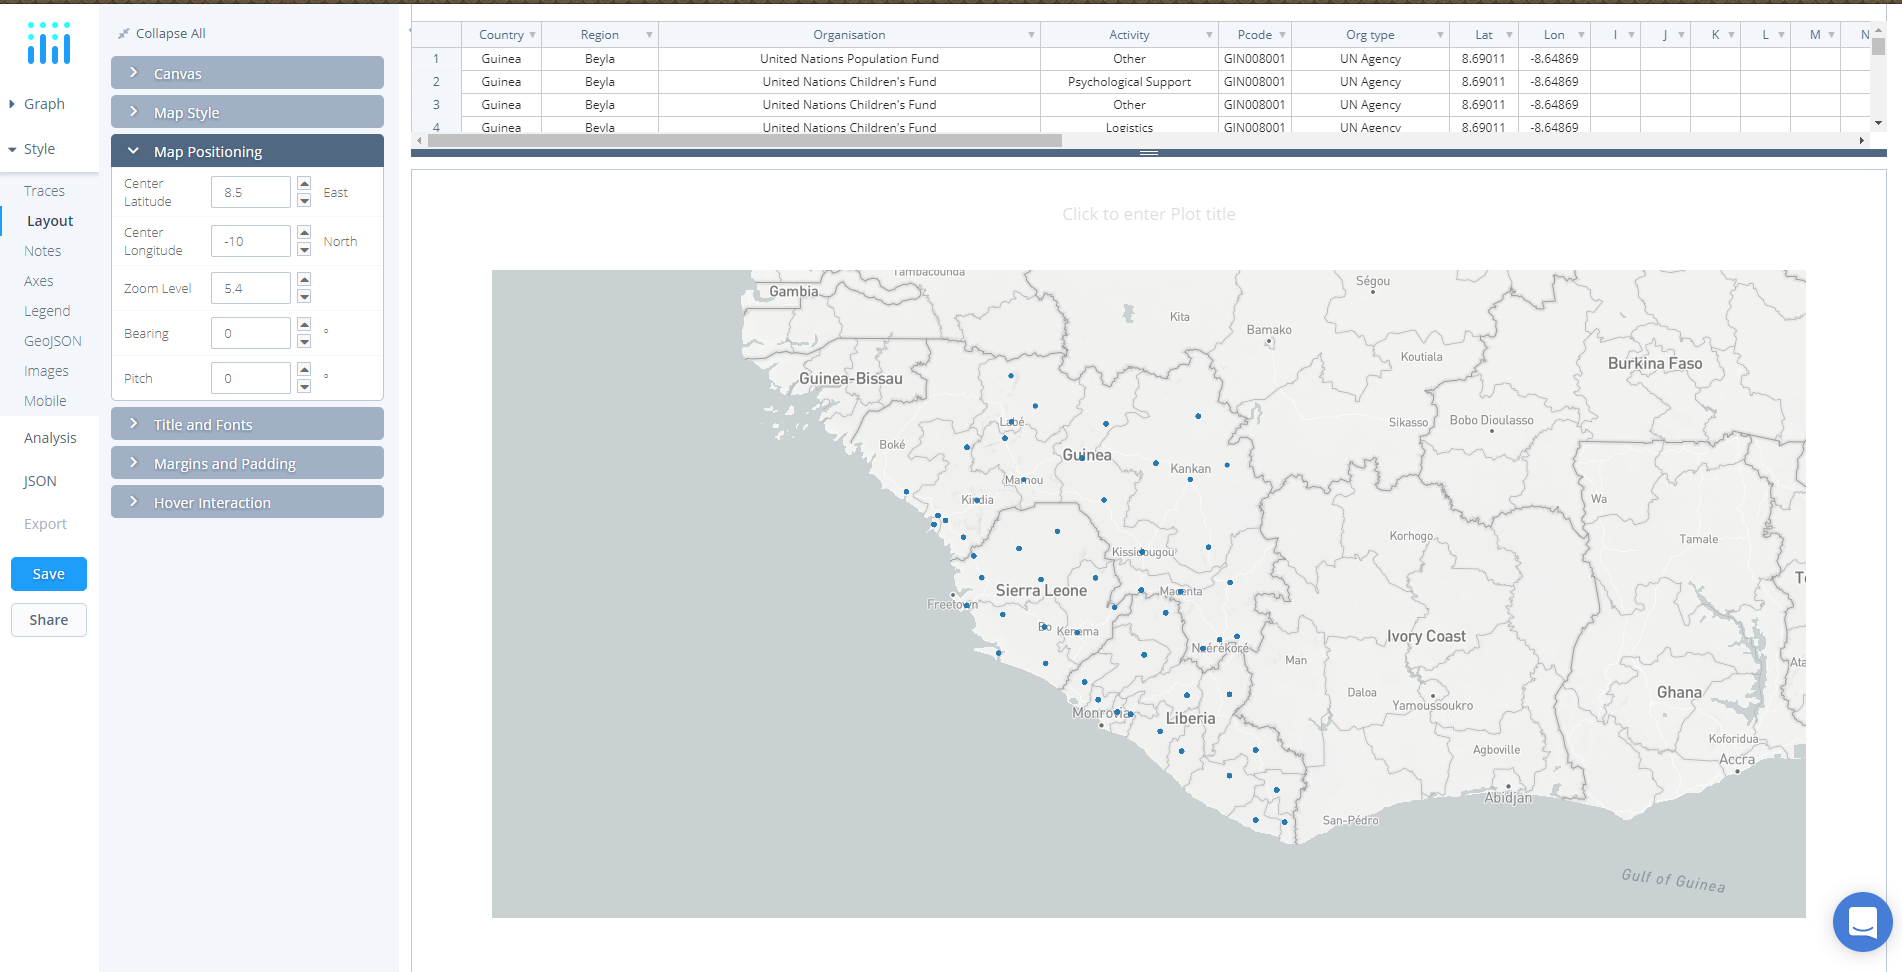 Collapse All
Canvas
Map Style
Map Positioning
Center Latitude 8.5 East
Center Longitude -10 North
Zoom Level 5.4
Bearing 0 °
Pitch 0 °
Title and Fonts
Margins and Padding
Hover Interaction
Graph
Style
Traces
Layout
Notes
Axes
Legend
GeoJSON
Images
Mobile
Analysis
JSON
Export
Save
Share
Country Region Organisation Activity Pcode Org type Lat Lon I J K L M N
1 Guinea Beyla United Nations Population Fund Other GIN008001 UN Agency 8.69011 -8.64869
2 Guinea Beyla United Nations Children's Fund Psychological Support GIN008001 UN Agency 8.69011 -8.64869
3 Guinea Beyla United Nations Children's Fund Other GIN008001 UN Agency 8.69011 -8.64869
4 Guinea Beyla United Nations Children's Fund Logistics GIN008001 UN Agency 8.69011 -8.64869
Click to enter Plot title
Tambacounda
Ségou
Gambia
Kita
Bamako
Koutiala
Burkina Faso
Guinea-Bissau
Labé
Sikasso
Bobo Dioulasso
Boké
Guinea
Kankan
Mamou
Kindia
Wa
Korhogo
Tamale
Kissidougou
Sierra Leone
Macenta
Freetown
Bo
Kenema
Ivory Coast
Nzérékoré
Man
Daloa
Yamoussoukro
Ghana
Monrovia
Liberia
Agboville
Koforidua
Accra
Abidjan
San-Pédro
Gulf of Guinea